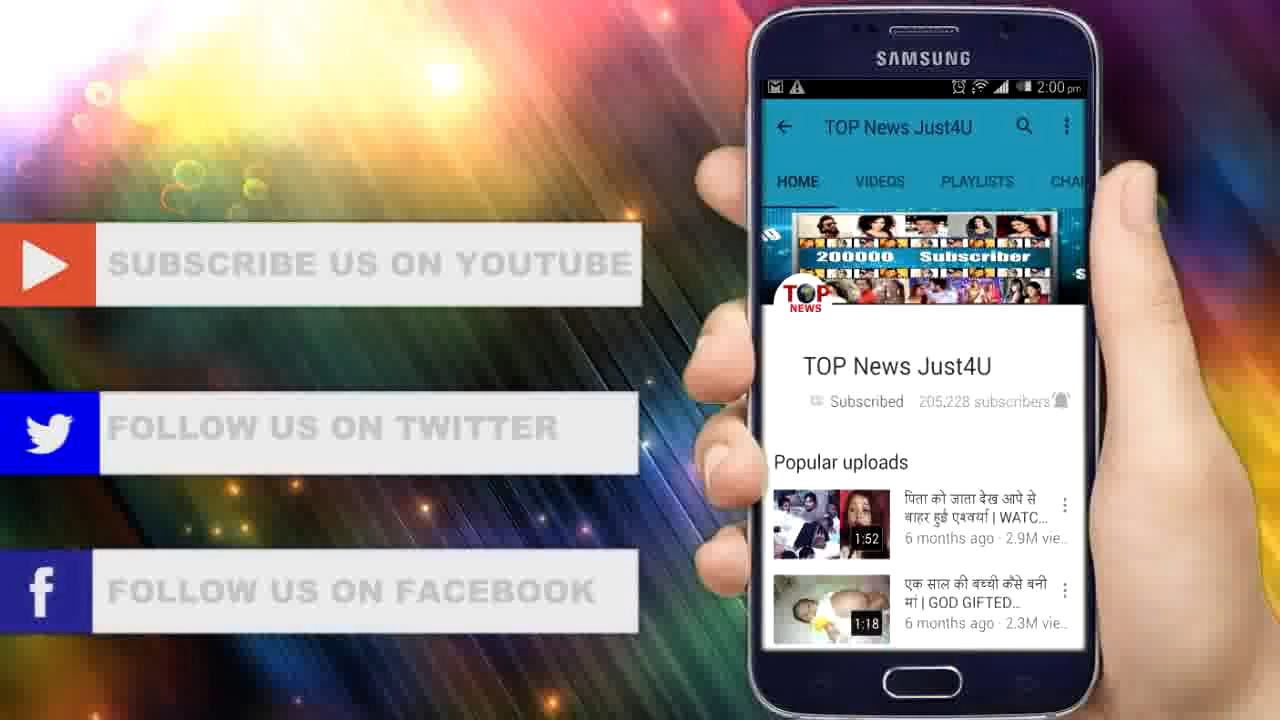 SUBSCRIBE US ON YOUTUBE
FOLLOW US ON TWITTER
FOLLOW US ON FACEBOOK
SAMSUNG
2:00 pm
TOP News Just4U
HOME VIDEOS PLAYLISTS CHA
200000 Subscriber
TOP
NEWS
TOP News Just4U
Subscribed 205,228 subscribers
Popular uploads
पिता को जाता देख आपे से
बाहर हुई एश्वर्या | WATC...
6 months ago · 2.9M vie..
1:52
एक साल की बच्ची कैसे बनी
मां | GOD GIFTED...
6 months ago · 2.3M vie..
1:18